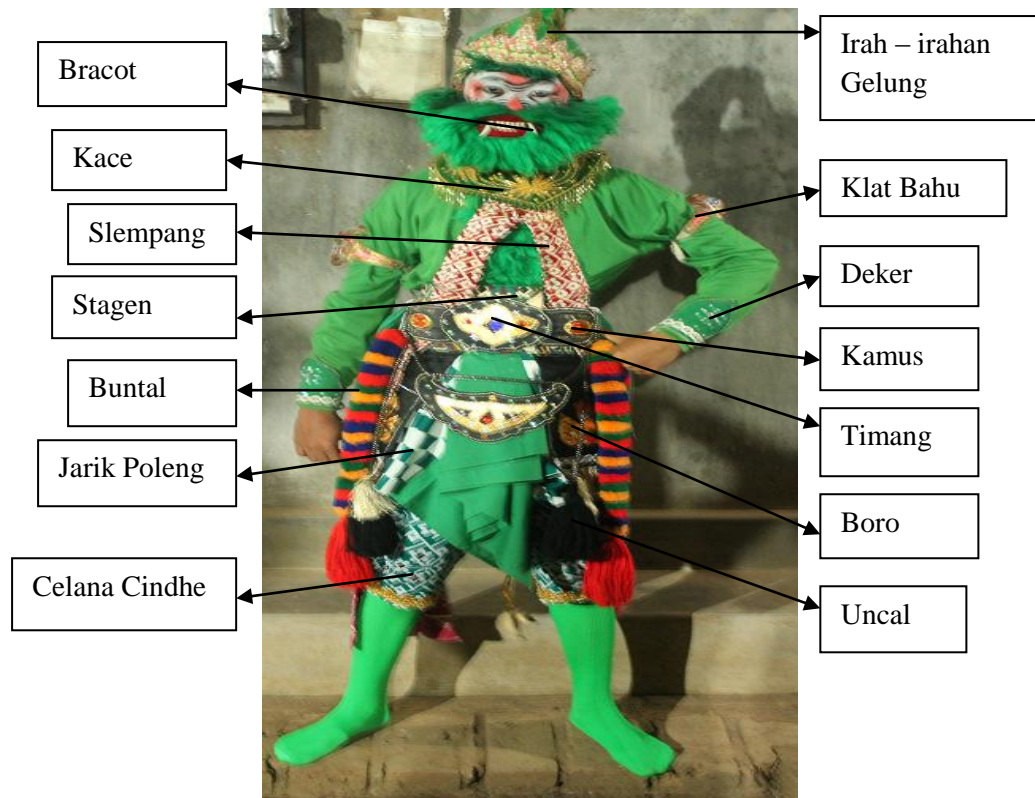 Bracot
Kace
Slempang
Stagen
Buntal
Jarik Poleng
Celana Cindhe
Irah – irahan
Gelung
Klat Bahu
Deker
Kamus
Timang
Boro
Uncal